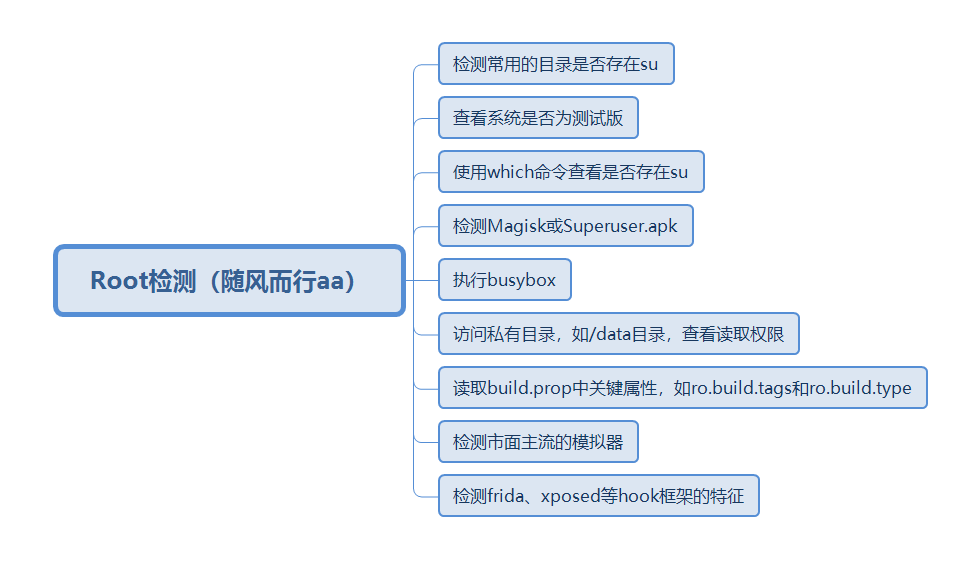 检测常用的目录是否存在su
查看系统是否为测试版
使用which命令查看是否存在su
检测Magisk或Superuser.apk
Root检测（随风而行aa）
执行busybox
访问私有目录，如/data目录，查看读取权限
读取build.prop中关键属性，如ro.build.tags和ro.build.type
检测市面主流的模拟器
检测frida、xposed等hook框架的特征